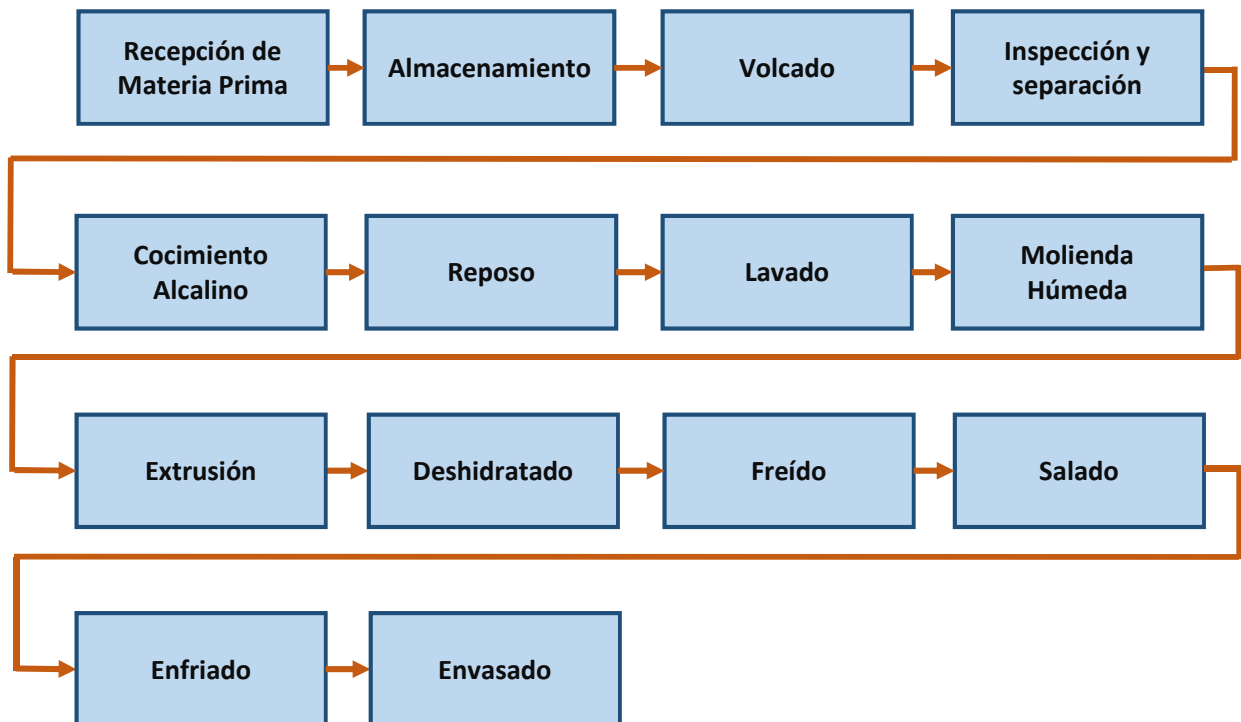 Recepción de
Materia Prima
Almacenamiento
Volcado
Inspección y
separación
Cocimiento
Alcalino
Reposo
Lavado
Molienda
Húmeda
Extrusión
Deshidratado
Freído
Salado
Enfriado
Envasado